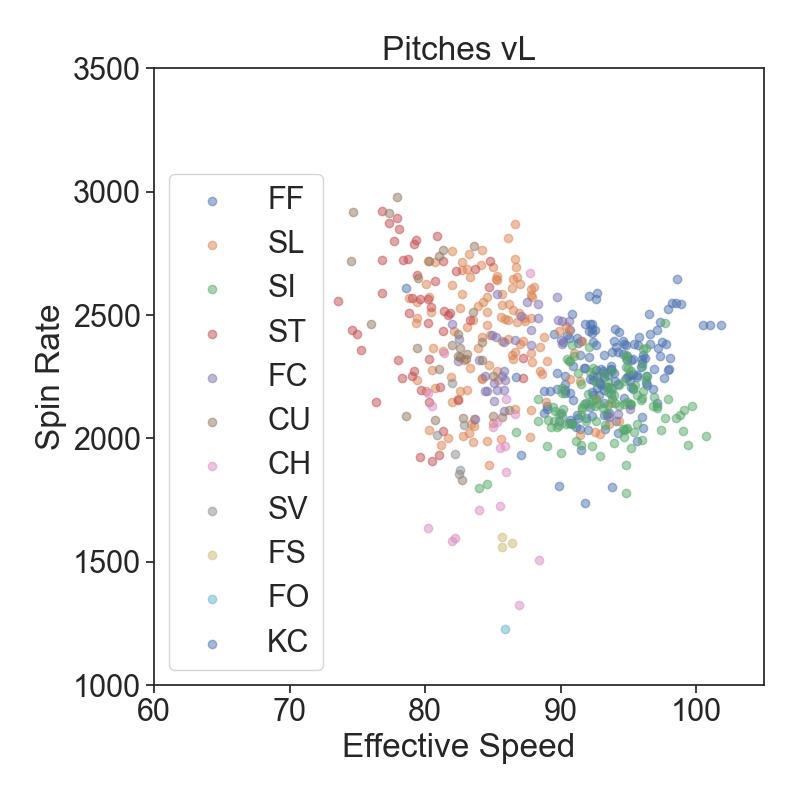 Pitches vL
3500
3000
2500
2000
1500
1000
Spin Rate
FF
SL
SI
ST
FC
CU
CH
SV
FS
FO
KC
60 70 80 90 100
Effective Speed